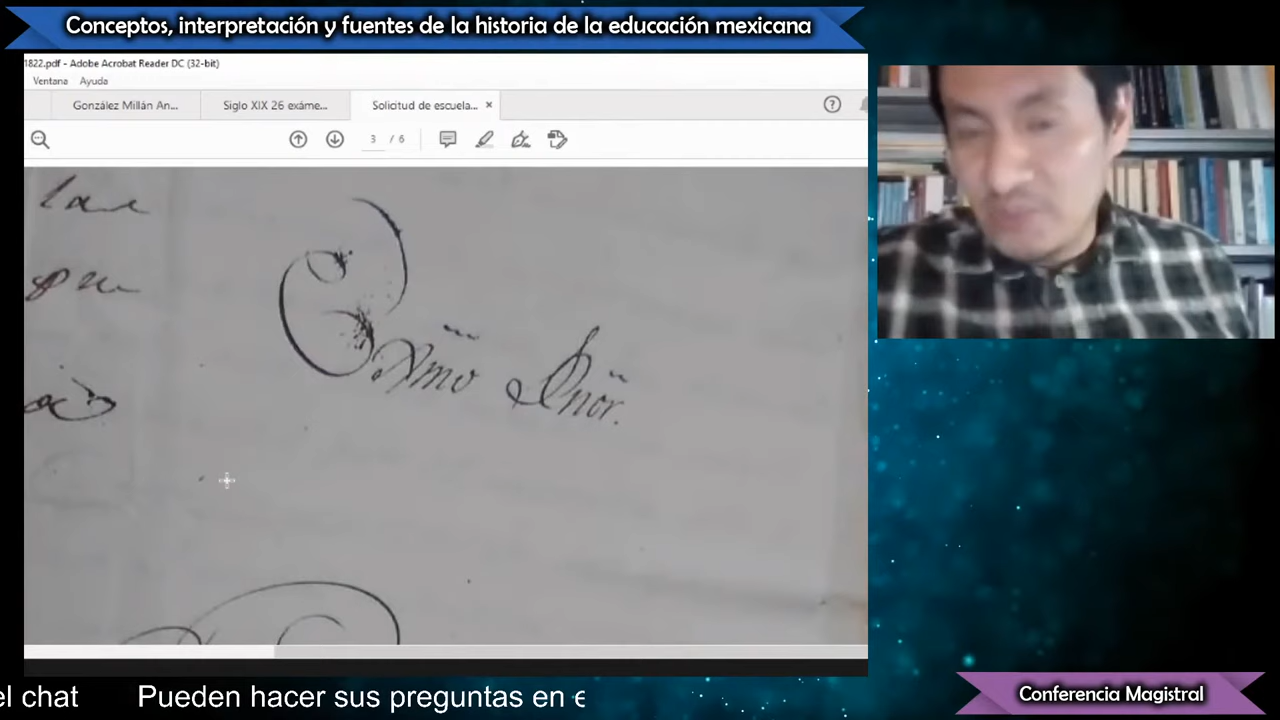 Conceptos, interpretación y fuentes de la historia de la educación mexicana
1822.pdf - Adobe Acrobat Reader DC (32-bit)
Ventana Ayuda
González Millán An...
Siglo XIX 26 exáme...
Solicitud de escuela... ×
3 / 6
Exmo Sñor.
el chat Pueden hacer sus preguntas en e
Conferencia Magistral